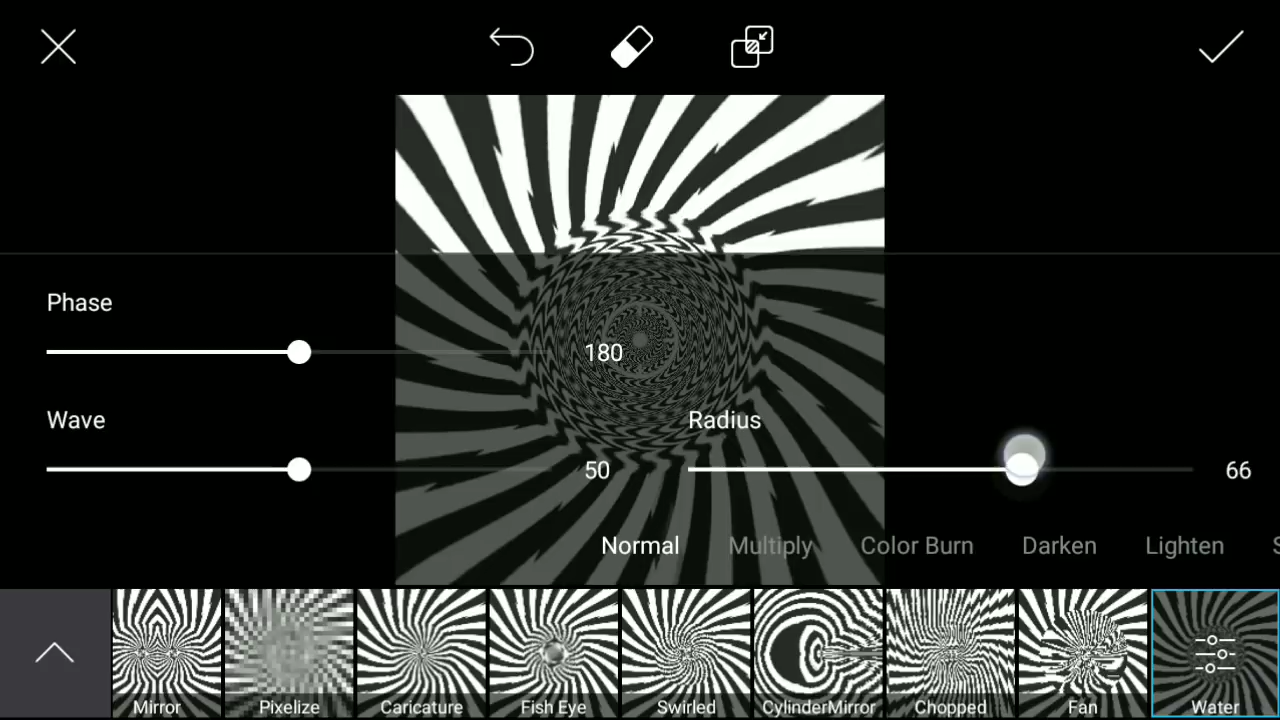 Phase
180
Wave
50
Radius
66
Normal Multiply Color Burn Darken Lighten S
Mirror Pixelize Caricature Fish Eye Swirled CylinderMirror Chopped Fan Water